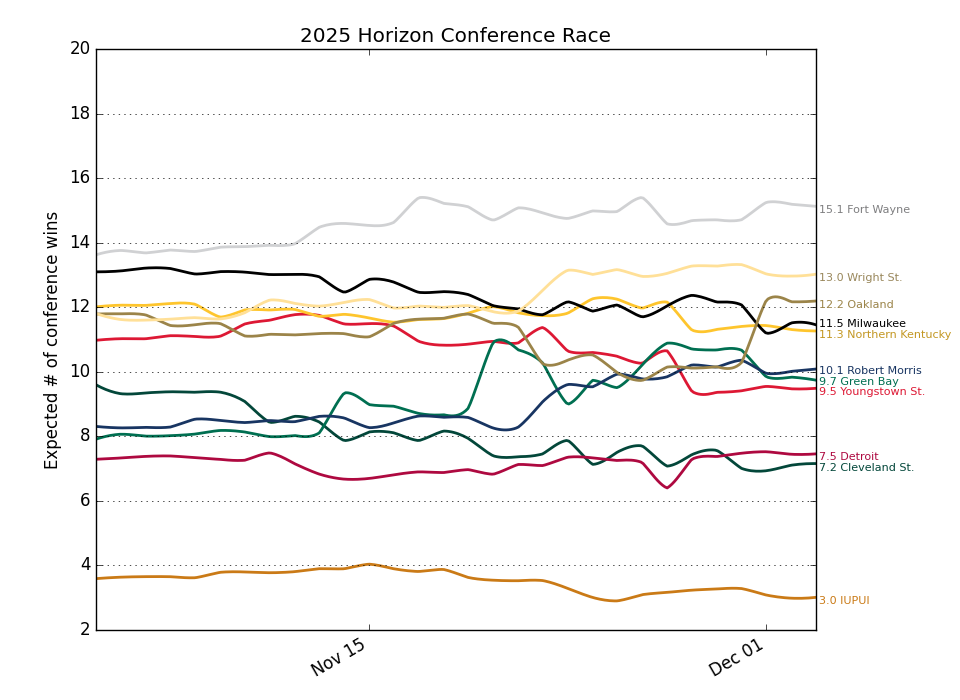 2025 Horizon Conference Race
Expected # of conference wins
20
18
16
14
12
10
8
6
4
2
15.1 Fort Wayne
13.0 Wright St.
12.2 Oakland
11.5 Milwaukee
11.3 Northern Kentucky
10.1 Robert Morris
9.7 Green Bay
9.5 Youngstown St.
7.5 Detroit
7.2 Cleveland St.
3.0 IUPUI
Nov 15
Dec 01